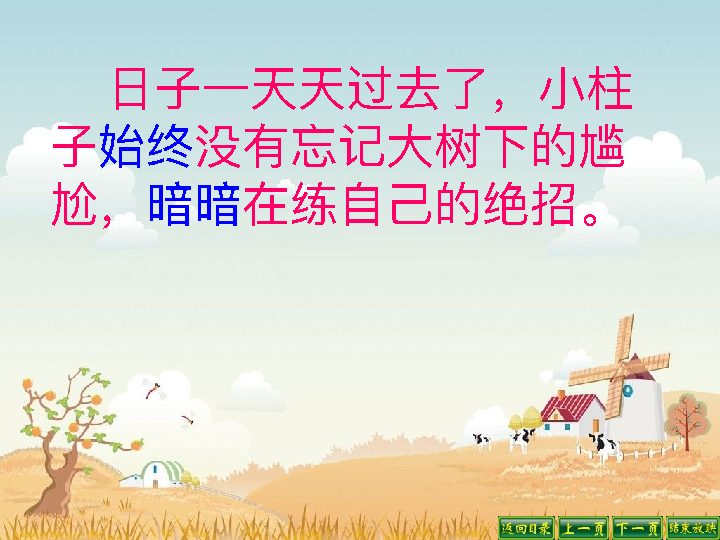 日子一天天过去了，小柱
子始终没有忘记大树下的尴
尬，暗暗在练自己的绝招。
返回目录 上一页 下一页 结束放映